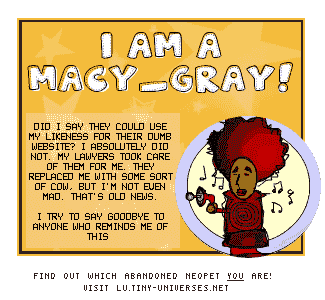 I AM A
MACY_GRAY!
DID I SAY THEY COULD USE
MY LIKENESS FOR THEIR DUMB
WEBSITE? I ABSOLUTELY DID
NOT. MY LAWYERS TOOK CARE
OF THEM FOR ME. THEY
REPLACED ME WITH SOME SORT
OF COW, BUT I'M NOT EVEN
MAD. THAT'S OLD NEWS.
I TRY TO SAY GOODBYE TO
ANYONE WHO REMINDS ME OF
THIS
FIND OUT WHICH ABANDONED NEOPET YOU ARE!
VISIT LU.TINY-UNIVERSES.NET